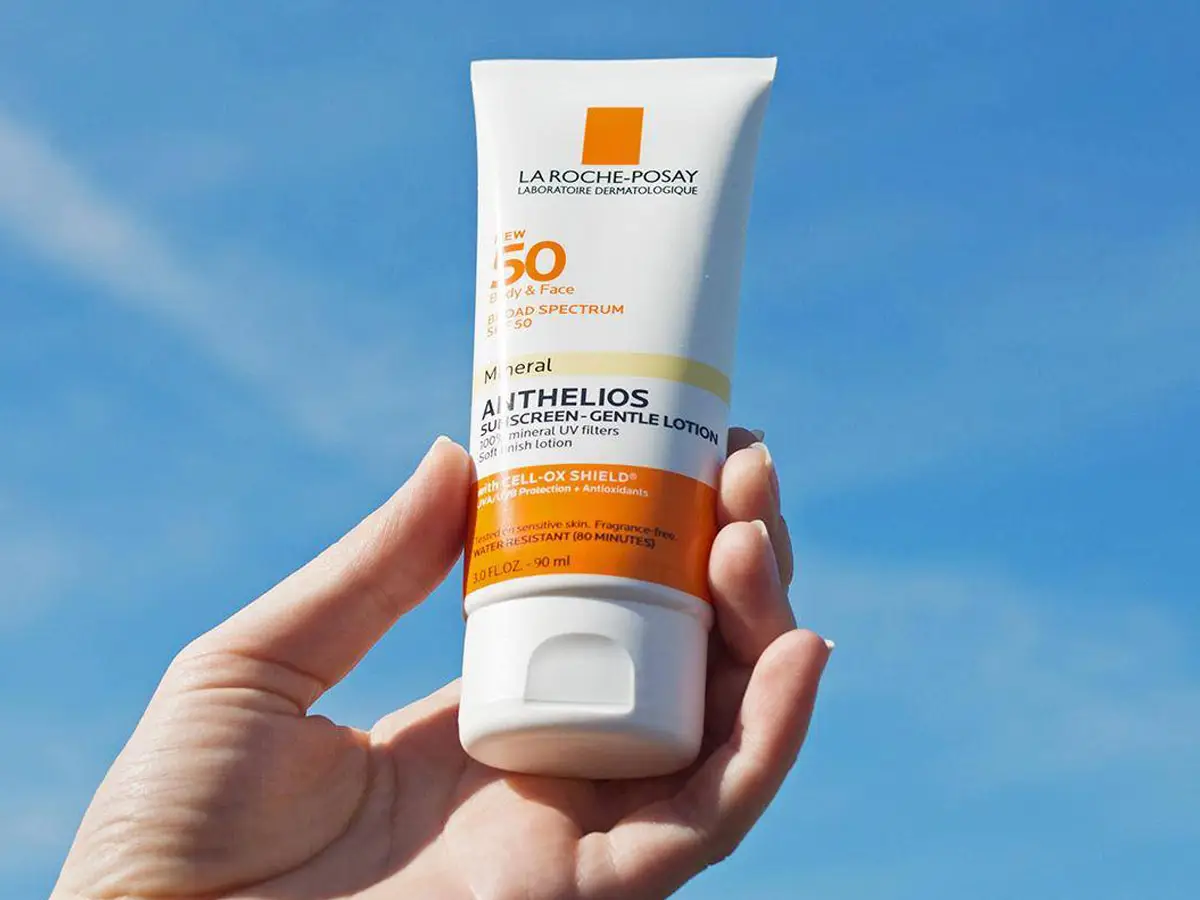 LA ROCHE-POSAY
LABORATOIRE DERMATOLOGIQUE
NEW
50
Body & Face
BROAD SPECTRUM
SPF 50
Mineral
ANTHELIOS
SUNSCREEN - GENTLE LOTION
100% mineral UV filters
Soft finish lotion
with CELL-OX SHIELD®
UVA/UVB Protection + Antioxidants
Tested on sensitive skin. Fragrance-free.
WATER RESISTANT (80 MINUTES)
3.0 FL.OZ. - 90 ml